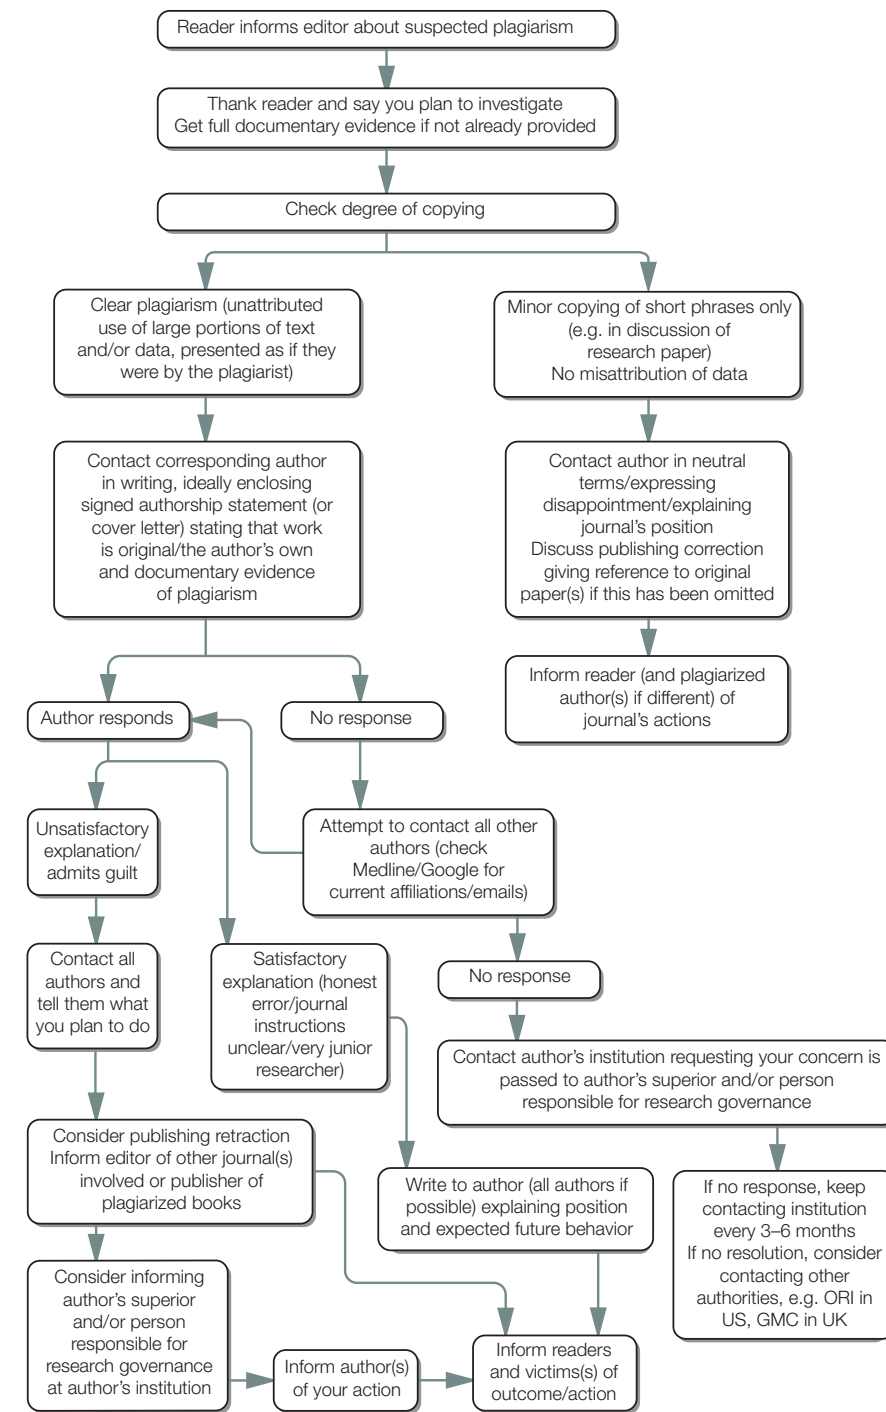 Reader informs editor about suspected plagiarism
Thank reader and say you plan to investigate
Get full documentary evidence if not already provided
Check degree of copying
Clear plagiarism (unattributed
use of large portions of text
and/or data, presented as if they
were by the plagiarist)
Minor copying of short phrases only
(e.g. in discussion of
research paper)
No misattribution of data
Contact corresponding author
in writing, ideally enclosing
signed authorship statement (or
cover letter) stating that work
is original/the author's own
and documentary evidence
of plagiarism
Contact author in neutral
terms/expressing
disappointment/explaining
journal's position
Discuss publishing correction
giving reference to original
paper(s) if this has been omitted
Inform reader (and plagiarized
author(s) if different) of
journal's actions
Author responds
No response
Unsatisfactory
explanation/
admits guilt
Attempt to contact all other
authors (check
Medline/Google for
current affiliations/emails)
Contact all
authors and
tell them what
you plan to do
Satisfactory
explanation (honest
error/journal
instructions
unclear/very junior
researcher)
No response
Contact author's institution requesting your concern is
passed to author's superior and/or person
responsible for research governance
Consider publishing retraction
Inform editor of other journal(s)
involved or publisher of
plagiarized books
Write to author (all authors if
possible) explaining position
and expected future behavior
If no response, keep
contacting institution
every 3–6 months
If no resolution, consider
contacting other
authorities, e.g. ORI in
US, GMC in UK
Consider informing
author's superior
and/or person
responsible for
research governance
at author's institution
Inform author(s)
of your action
Inform readers
and victims(s) of
outcome/action